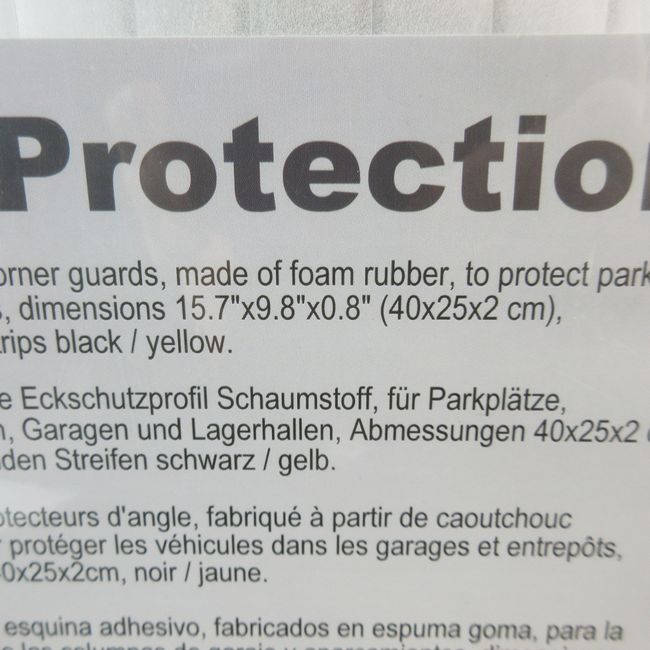 Protection
orner guards, made of foam rubber, to protect park
s, dimensions 15.7"x9.8"x0.8" (40x25x2 cm),
trips black / yellow.
e Eckschutzprofil Schaumstoff, für Parkplätze,
n, Garagen und Lagerhallen, Abmessungen 40x25x2
den Streifen schwarz / gelb.
otecteurs d'angle, fabriqué à partir de caoutchouc
r protéger les véhicules dans les garages et entrepôts,
40x25x2cm, noir / jaune.
esquina adhesivo, fabricados en espuma goma, para la